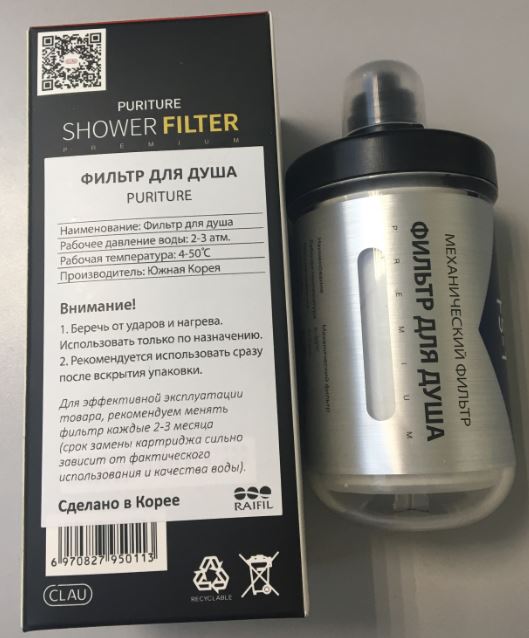 PURITURE
SHOWER FILTER
PREMIUM
ФИЛЬТР ДЛЯ ДУША
PURITURE
Наименование: Фильтр для душа
Рабочее давление воды: 2-3 атм.
Рабочая температура: 4-50℃
Производитель: Южная Корея
Внимание!
1. Беречь от ударов и нагрева.
Использовать только по назначению.
2. Рекомендуется использовать сразу
после вскрытия упаковки.
Для эффективной эксплуатации
товара, рекомендуем менять
фильтр каждые 2-3 месяца
(срок замены картриджа сильно
зависит от фактического
использования и качества воды).
Сделано в Корее
RAIFIL
6 970827 950113
CLAU
RECYCLABLE
МЕХАНИЧЕСКИЙ ФИЛЬТР
ФИЛЬТР ДЛЯ ДУША
PREMIUM